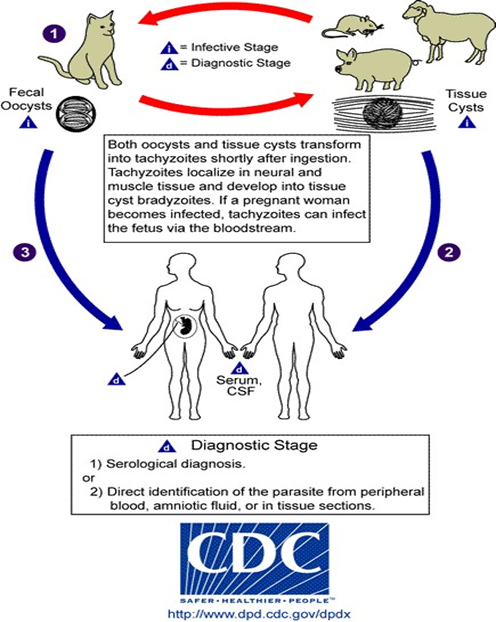 1
i = Infective Stage
d = Diagnostic Stage
Fecal
Oocysts
i
Tissue
Cysts
i
Both oocysts and tissue cysts transform
into tachyzoites shortly after ingestion.
Tachyzoites localize in neural and
muscle tissue and develop into tissue
cyst bradyzoites. If a pregnant woman
becomes infected, tachyzoites can infect
the fetus via the bloodstream.
3
2
d
d
Serum,
CSF
d Diagnostic Stage
1) Serological diagnosis.
or
2) Direct identification of the parasite from peripheral
blood, amniotic fluid, or in tissue sections.
CDC
SAFER • HEALTHIER • PEOPLE™
http://www.dpd.cdc.gov/dpdx